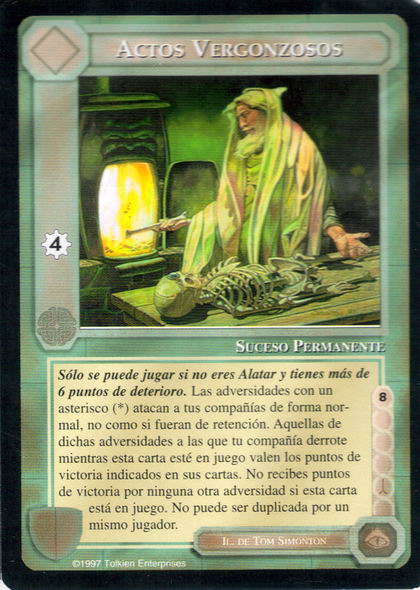 ACTOS VERGONZOSOS
4
SUCESO PERMANENTE
Sólo se puede jugar si no eres Alatar y tienes más de
6 puntos de deterioro. Las adversidades con un
asterisco (*) atacan a tus compañías de forma nor-
mal, no como si fueran de retención. Aquellas de
dichas adversidades a las que tu compañía derrote
mientras esta carta esté en juego valen los puntos de
victoria indicados en sus cartas. No recibes puntos
de victoria por ninguna otra adversidad si esta carta
está en juego. No puede ser duplicada por un
mismo jugador.
8
IL. DE TOM SIMONTON
©1997 Tolkien Enterprises